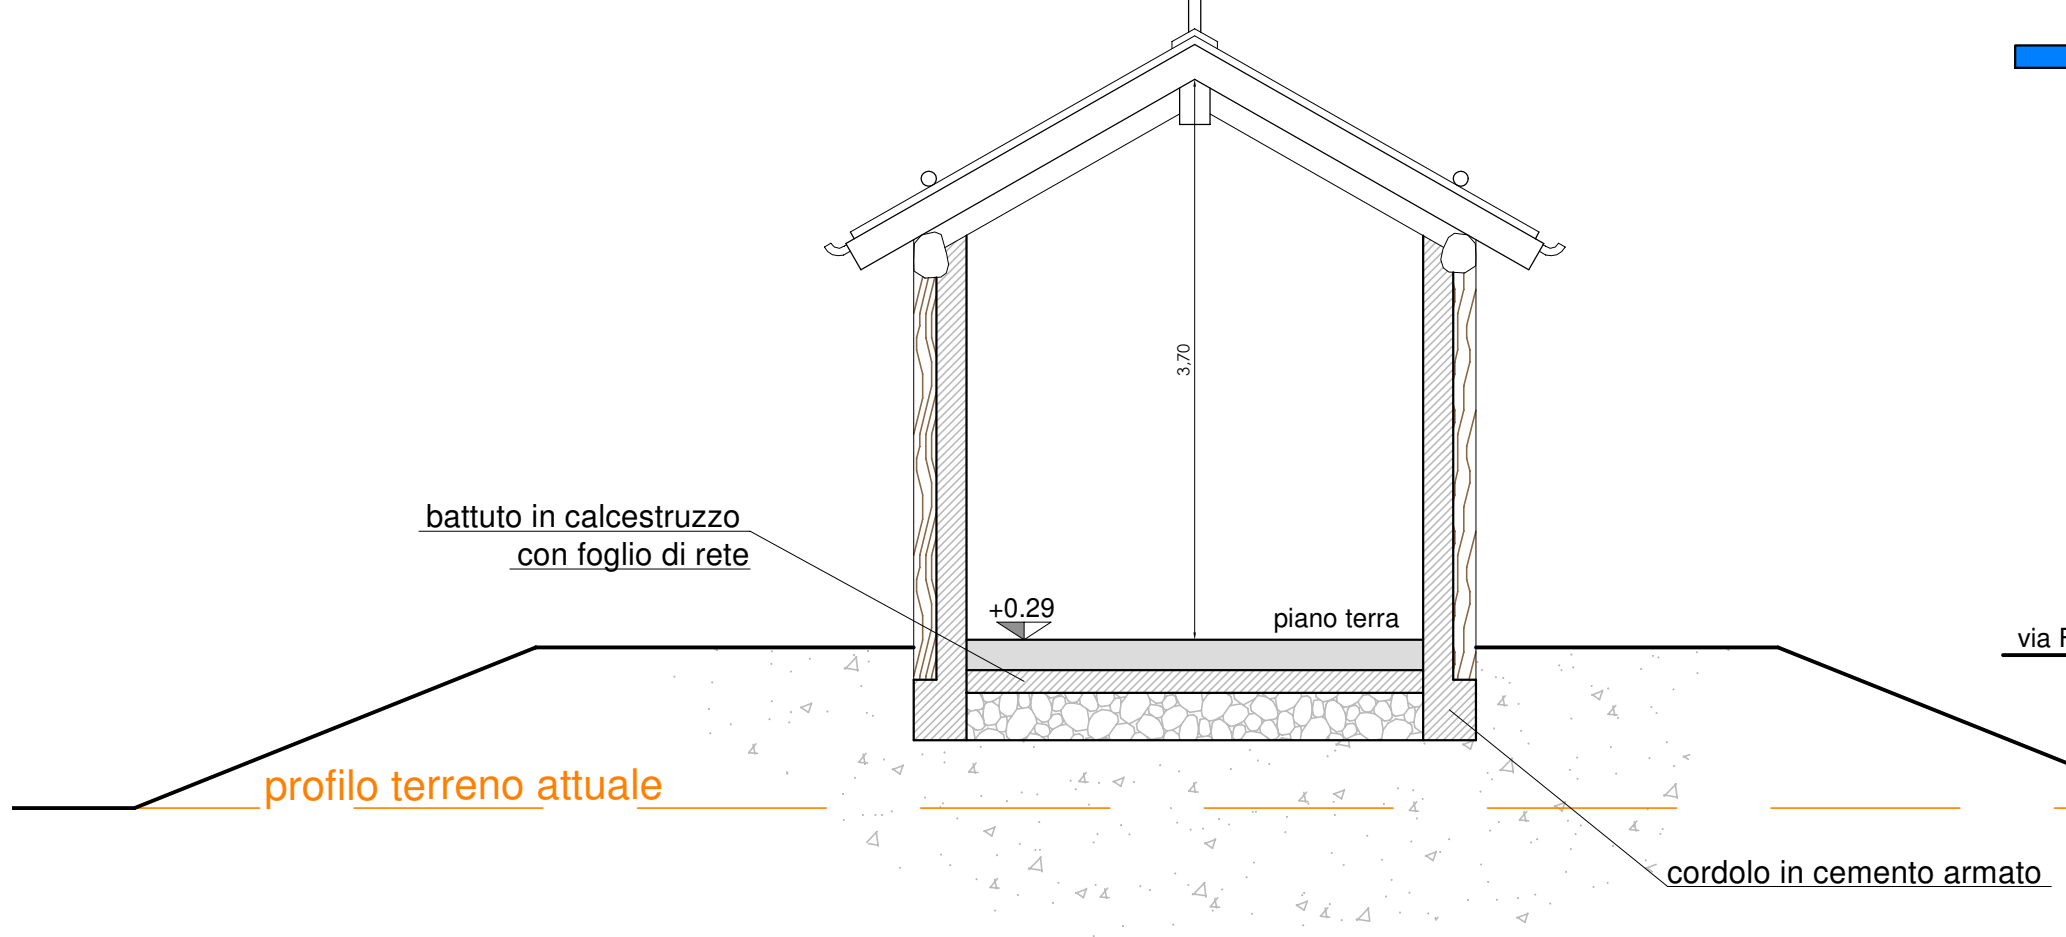 3,70
battuto in calcestruzzo
con foglio di rete
+0.29
piano terra
via
profilo terreno attuale
cordolo in cemento armato